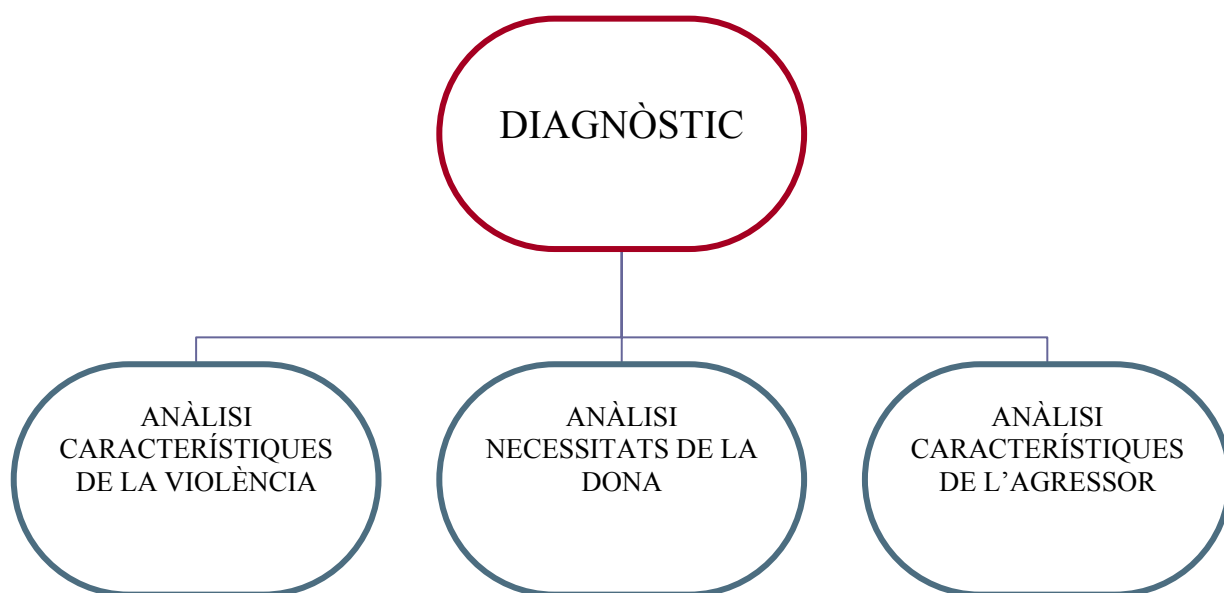 DIAGNÒSTIC
ANÀLISI
CARACTERÍSTIQUES
DE LA VIOLÈNCIA
ANÀLISI
NECESSITATS DE LA
DONA
ANÀLISI
CARACTERÍSTIQUES
DE L’AGRESSOR